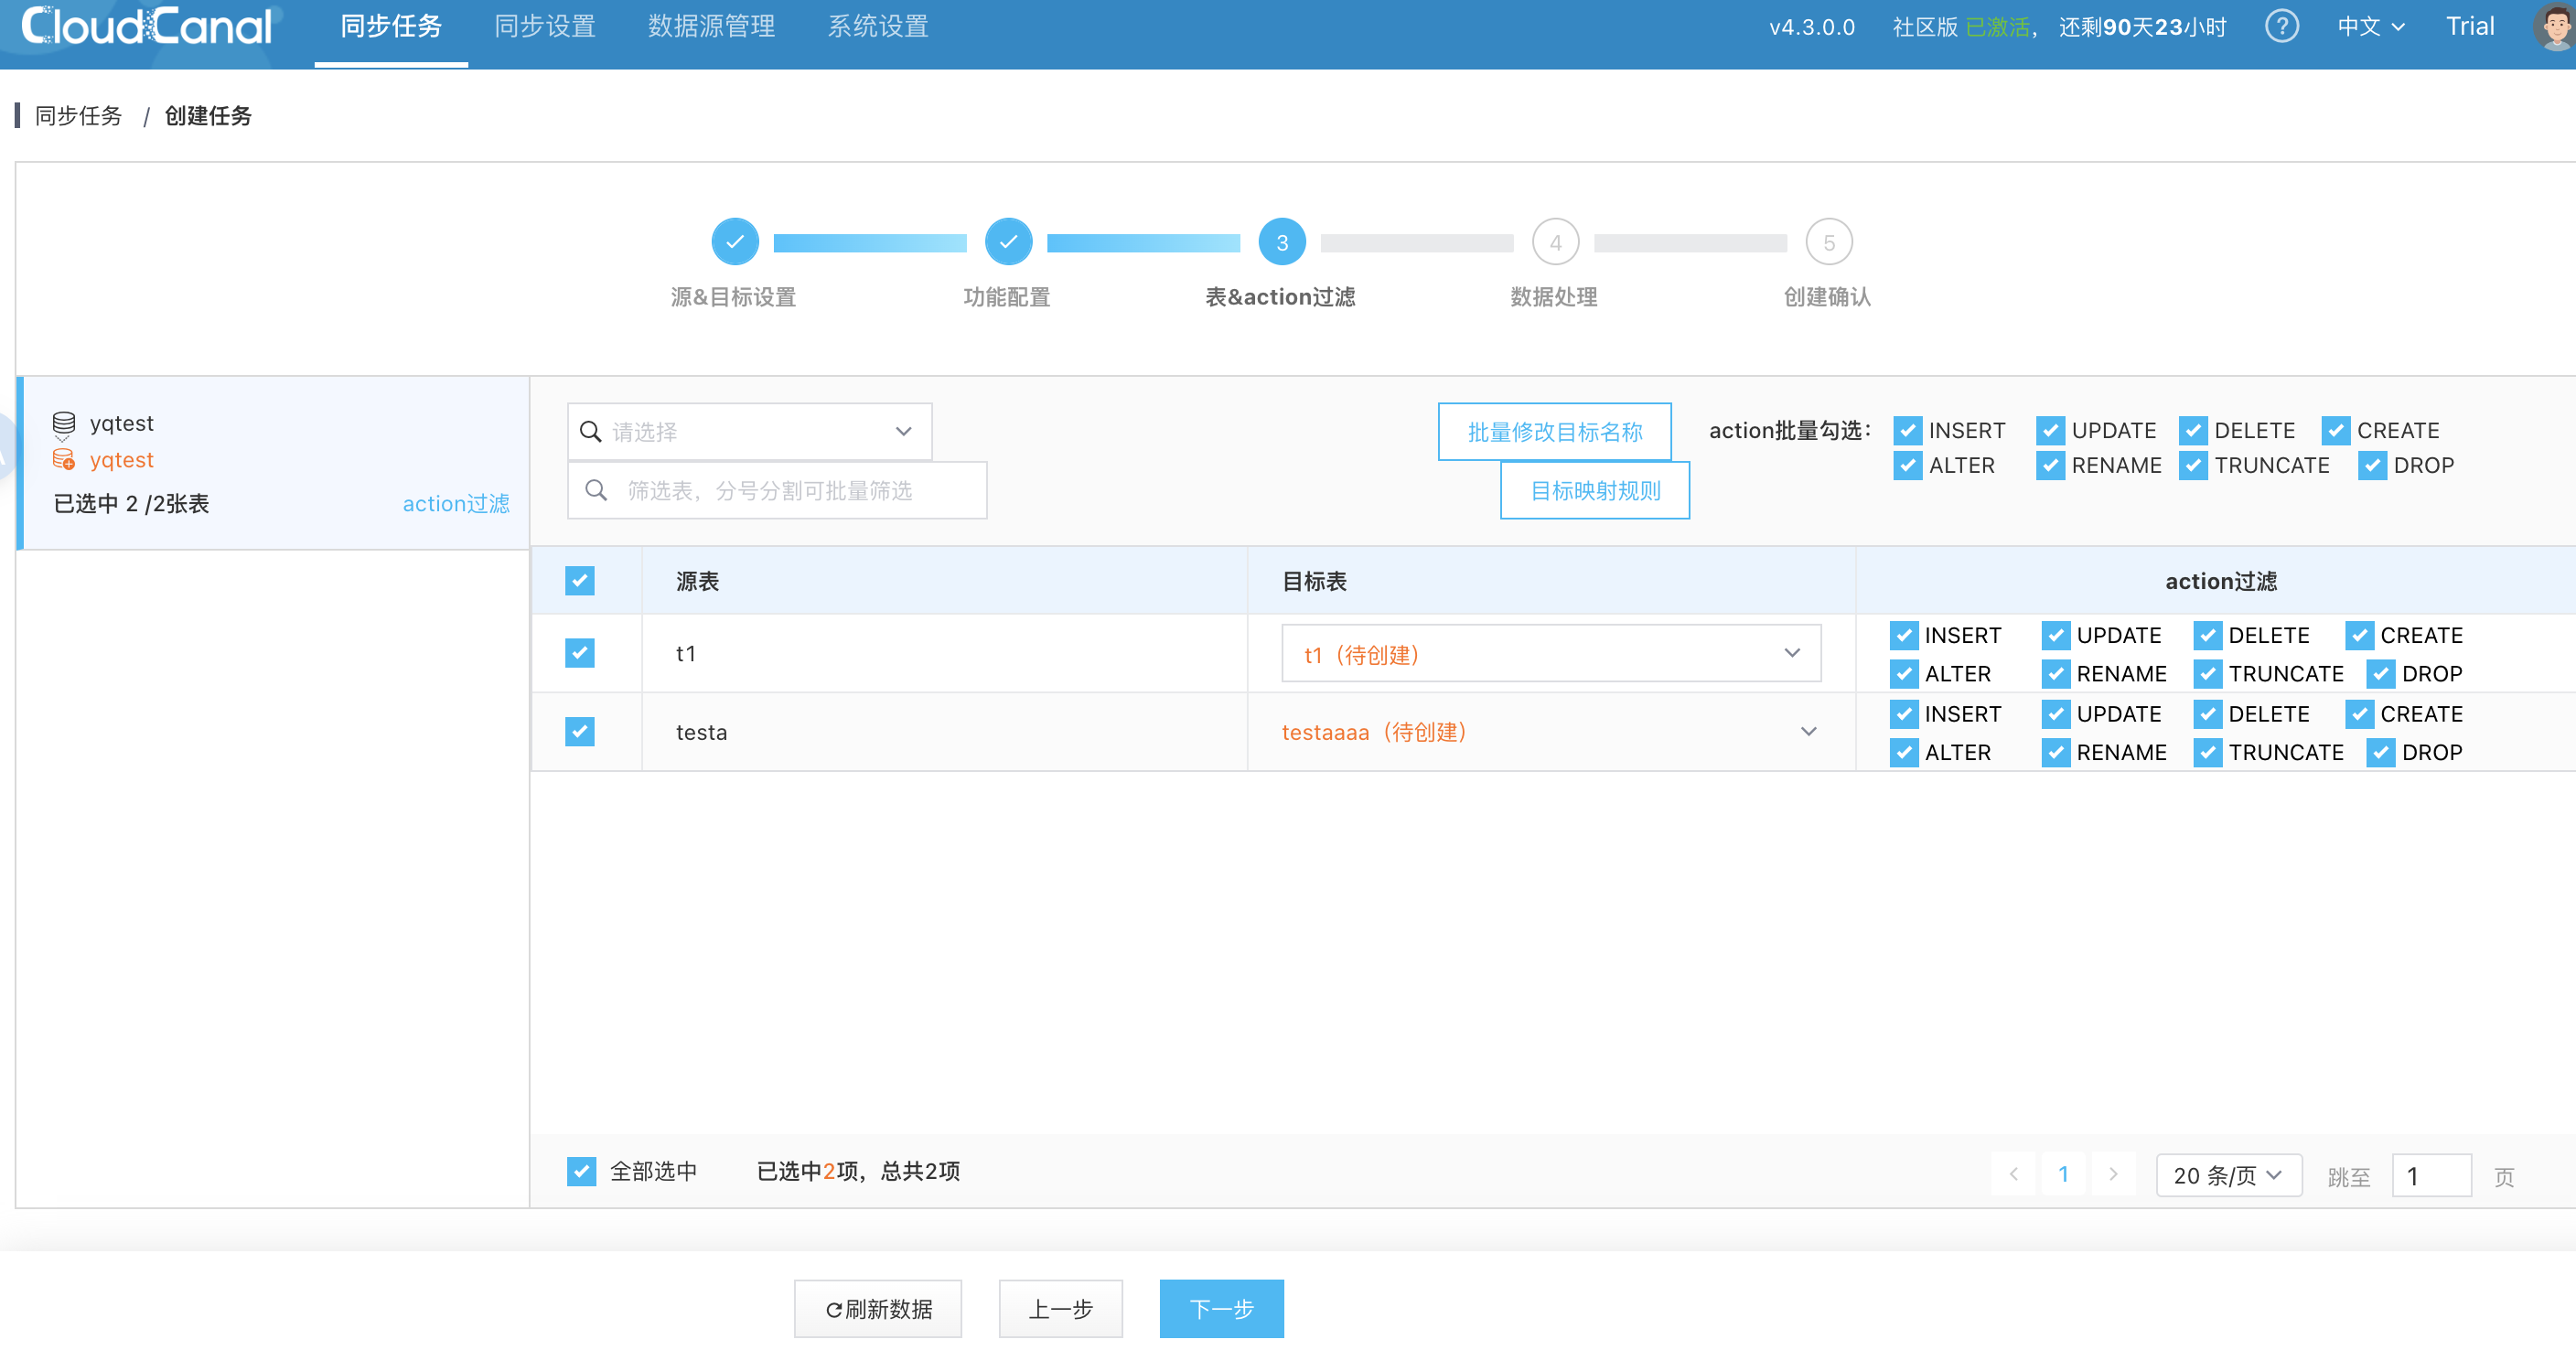 CloudCanal 同步任务 同步设置 数据源管理 系统设置 v4.3.0.0 社区版 已激活， 还剩90天23小时 ? 中文 Trial
同步任务 / 创建任务
3 4 5
源&目标设置 功能配置 表&action过滤 数据处理 创建确认
yqtest
yqtest
已选中 2 /2张表 action过滤
请选择 批量修改目标名称 action批量勾选： INSERT UPDATE DELETE CREATE
ALTER RENAME TRUNCATE DROP
筛选表，分号分割可批量筛选 目标映射规则
源表 目标表 action过滤
t1 t1（待创建） INSERT UPDATE DELETE CREATE
ALTER RENAME TRUNCATE DROP
testa testaaaa（待创建） INSERT UPDATE DELETE CREATE
ALTER RENAME TRUNCATE DROP
全部选中 已选中2项，总共2项 1 20 条/页 跳至 1 页
刷新数据 上一步 下一步